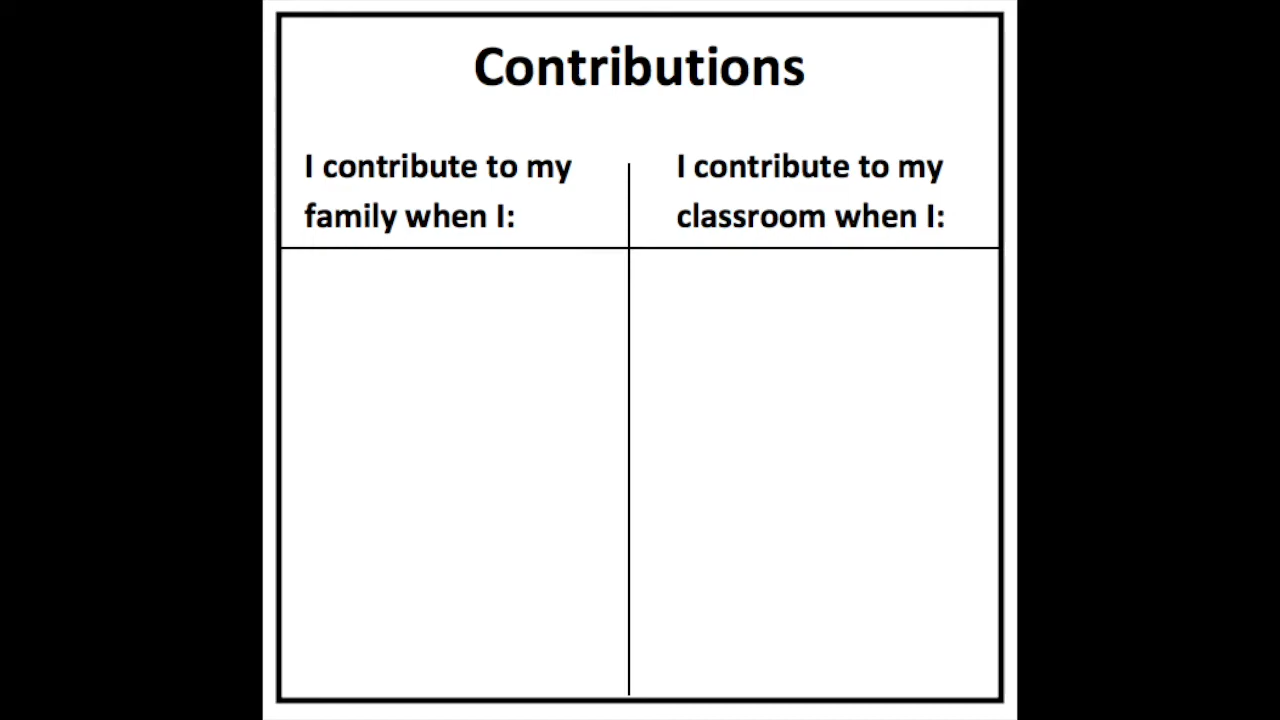 Contributions
I contribute to my
family when I:
I contribute to my
classroom when I: